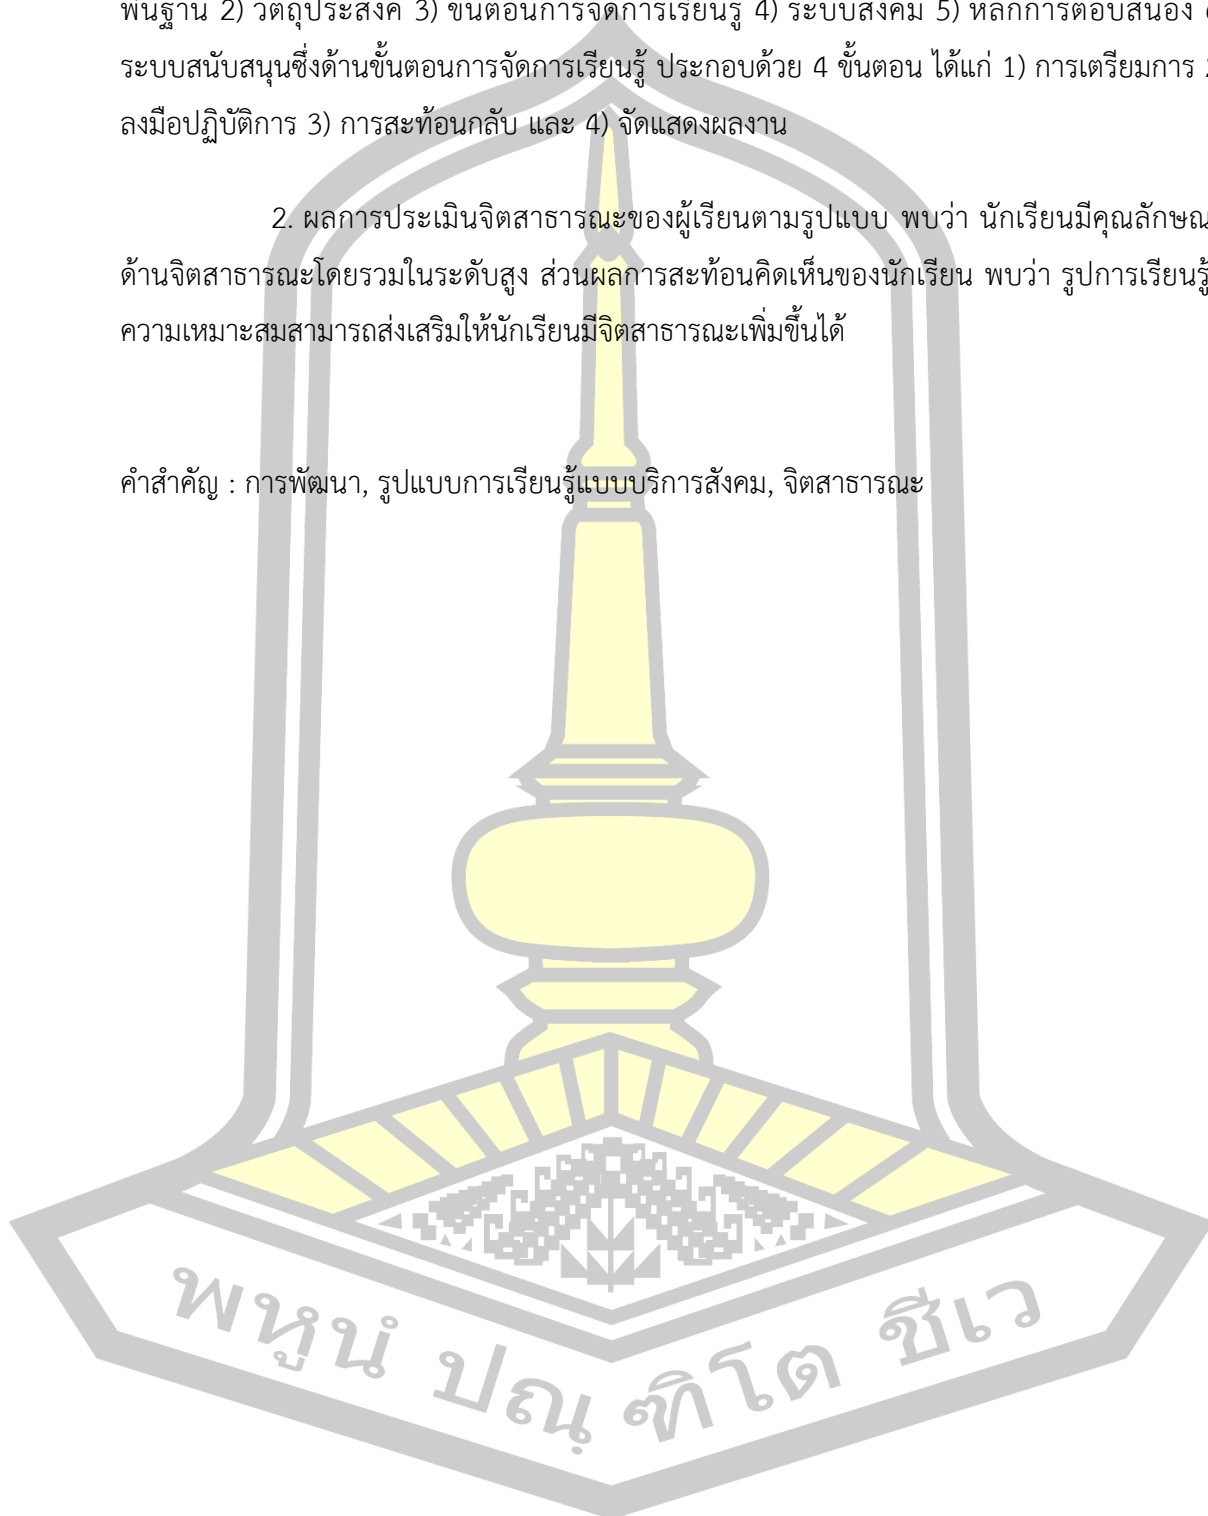 พื้นฐาน 2) วัตถุประสงค์ 3) ขั้นตอนการจัดการเรียนรู้ 4) ระบบสังคม 5) หลักการตอบสนอง
ระบบสนับสนุนซึ่งด้านขั้นตอนการจัดการเรียนรู้ ประกอบด้วย 4 ขั้นตอน ได้แก่ 1) การเตรียมการ
ลงมือปฏิบัติการ 3) การสะท้อนกลับ และ 4) จัดแสดงผลงาน
2. ผลการประเมินจิตสาธารณะของผู้เรียนตามรูปแบบ พบว่า นักเรียนมีคุณลักษณ
ด้านจิตสาธารณะโดยรวมในระดับสูง ส่วนผลการสะท้อนคิดเห็นของนักเรียน พบว่า รูปการเรียนรู้
ความเหมาะสมสามารถส่งเสริมให้นักเรียนมีจิตสาธารณะเพิ่มขึ้นได้
คำสำคัญ : การพัฒนา, รูปแบบการเรียนรู้แบบบริการสังคม, จิตสาธารณะ
พหูนํ ปณฺฑิโต ชีเว